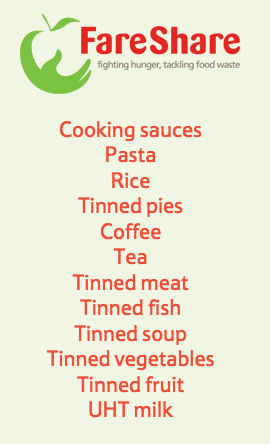 FareShare
fighting hunger, tackling food waste
Cooking sauces
Pasta
Rice
Tinned pies
Coffee
Tea
Tinned meat
Tinned fish
Tinned soup
Tinned vegetables
Tinned fruit
UHT milk